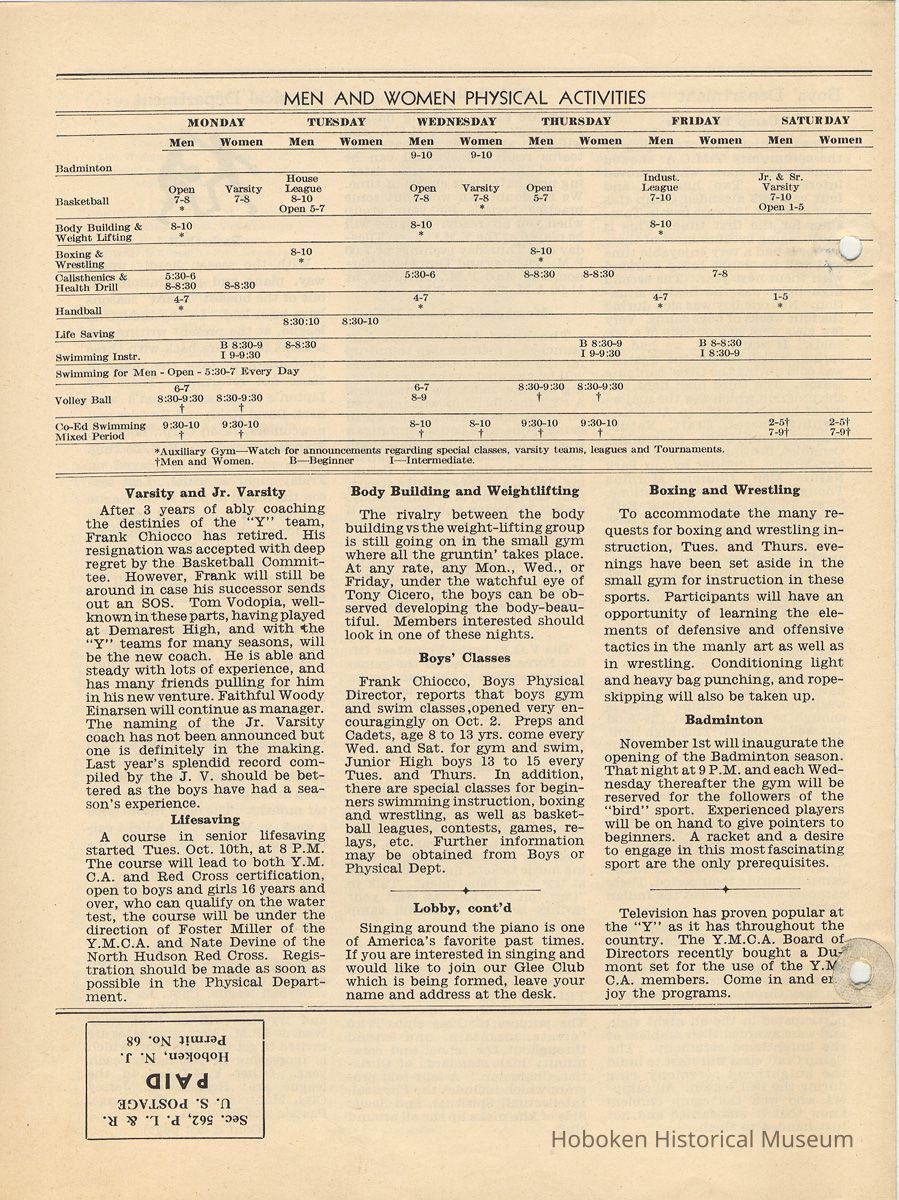 MEN AND WOMEN PHYSICAL ACTIVITIES
MONDAY TUESDAY WEDNESDAY THURSDAY FRIDAY SATURDAY
Men Women Men Women Men Women Men Women Men Women Men Women
Badminton 9-10 9-10
Basketball Open 7-8 * Varsity 7-8 House League 8-10 Open 5-7 Open 7-8 Varsity 7-8 * Open 5-7 Indust. League 7-10 Jr. & Sr. Varsity 7-10 Open 1-5
Body Building & Weight Lifting 8-10 * 8-10 * 8-10 *
Boxing & Wrestling 8-10 * 8-10 *
Calisthenics & Health Drill 5:30-6 8-8:30 8-8:30 5:30-6 8-8:30 8-8:30 7-8
Handball 4-7 * 4-7 * 4-7 * 1-5 *
Life Saving 8:30:10 8:30-10
Swimming Instr. B 8:30-9 I 9-9:30 8-8:30 B 8:30-9 I 9-9:30 B 8-8:30 I 8:30-9
Swimming for Men - Open - 5:30-7 Every Day
Volley Ball 6-7 8:30-9:30 † 8:30-9:30 † 6-7 8-9 8:30-9:30 † 8:30-9:30 †
Co-Ed Swimming Mixed Period 9:30-10 † 9:30-10 † 8-10 † 8-10 † 9:30-10 † 9:30-10 † 2-5† 7-9† 2-5† 7-9†
*Auxiliary Gym—Watch for announcements regarding special classes, varsity teams, leagues and Tournaments.
†Men and Women. B—Beginner I—Intermediate.
Varsity and Jr. Varsity
After 3 years of ably coaching
the destinies of the "Y" team,
Frank Chiocco has retired. His
resignation was accepted with deep
regret by the Basketball Commit-
tee. However, Frank will still be
around in case his successor sends
out an SOS. Tom Vodopia, well-
known in these parts, having played
at Demarest High, and with the
"Y" teams for many seasons, will
be the new coach. He is able and
steady with lots of experience, and
has many friends pulling for him
in his new venture. Faithful Woody
Einarsen will continue as manager.
The naming of the Jr. Varsity
coach has not been announced but
one is definitely in the making.
Last year's splendid record com-
piled by the J. V. should be bet-
tered as the boys have had a sea-
son's experience.
Lifesaving
A course in senior lifesaving
started Tues. Oct. 10th, at 8 P.M.
The course will lead to both Y.M.
C.A. and Red Cross certification,
open to boys and girls 16 years and
over, who can qualify on the water
test, the course will be under the
direction of Foster Miller of the
Y.M.C.A. and Nate Devine of the
North Hudson Red Cross. Regis-
tration should be made as soon as
possible in the Physical Depart-
ment.
Body Building and Weightlifting
The rivalry between the body
building vs the weight-lifting group
is still going on in the small gym
where all the gruntin' takes place.
At any rate, any Mon., Wed., or
Friday, under the watchful eye of
Tony Cicero, the boys can be ob-
served developing the body-beau-
tiful. Members interested should
look in one of these nights.
Boys' Classes
Frank Chiocco, Boys Physical
Director, reports that boys gym
and swim classes,opened very en-
couragingly on Oct. 2. Preps and
Cadets, age 8 to 13 yrs. come every
Wed. and Sat. for gym and swim,
Junior High boys 13 to 15 every
Tues. and Thurs. In addition,
there are special classes for begin-
ners swimming instruction, boxing
and wrestling, as well as basket-
ball leagues, contests, games, re-
lays, etc. Further information
may be obtained from Boys or
Physical Dept.
Lobby, cont'd
Singing around the piano is one
of America's favorite past times.
If you are interested in singing and
would like to join our Glee Club
which is being formed, leave your
name and address at the desk.
Boxing and Wrestling
To accommodate the many re-
quests for boxing and wrestling in-
struction, Tues. and Thurs. eve-
nings have been set aside in the
small gym for instruction in these
sports. Participants will have an
opportunity of learning the ele-
ments of defensive and offensive
tactics in the manly art as well as
in wrestling. Conditioning light
and heavy bag punching, and rope-
skipping will also be taken up.
Badminton
November 1st will inaugurate the
opening of the Badminton season.
That night at 9 P.M. and each Wed-
nesday thereafter the gym will be
reserved for the followers of the
"bird" sport. Experienced players
will be on hand to give pointers to
beginners. A racket and a desire
to engage in this most fascinating
sport are the only prerequisites.
Television has proven popular at
the "Y" as it has throughout the
country. The Y.M.C.A. Board of
Directors recently bought a Du-
mont set for the use of the Y.M.
C.A. members. Come in and en-
joy the programs.
Sec. 562, P. L. & R.
U. S. POSTAGE
PAID
Hoboken, N. J.
Permit No. 68
Hoboken Historical Museum